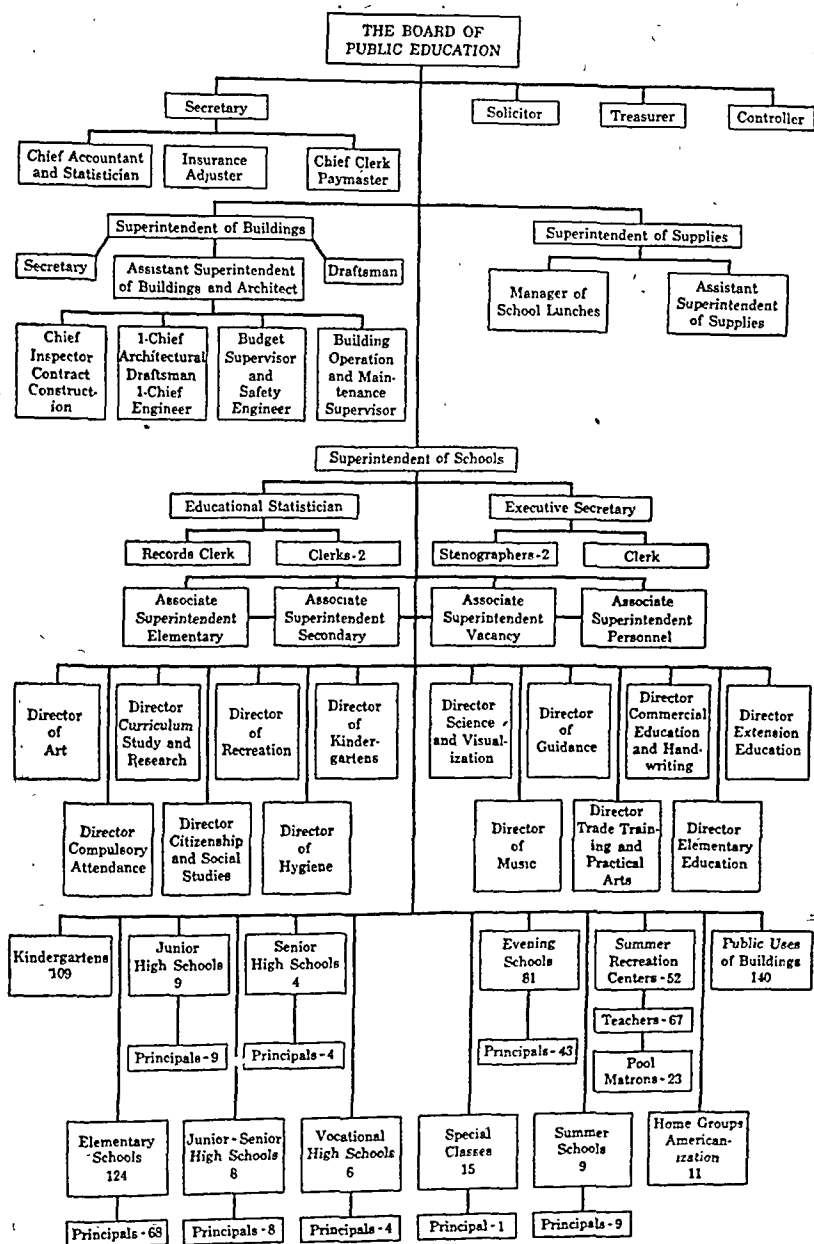 THE BOARD OF
PUBLIC EDUCATION
Secretary
Solicitor
Treasurer
Controller
Chief Accountant
and Statistician
Insurance
Adjuster
Chief Clerk
Paymaster
Superintendent of Buildings
Superintendent of Supplies
Secretary
Assistant Superintendent
of Buildings and Architect
Draftsman
Manager of
School Lunches
Assistant
Superintendent
of Supplies
Chief
Inspector
Contract
Construct-
ion
1-Chief
Architectural
Draftsman
1-Chief
Engineer
Budget
Supervisor
and
Safety
Engineer
Building
Operation
and Main-
tenance
Supervisor
Superintendent of Schools
Educational Statistician
Executive Secretary
Records Clerk
Clerks-2
Stenographers-2
Clerk
Associate
Superintendent
Elementary
Associate
Superintendent
Secondary
Associate
Superintendent
Vacancy
Associate
Superintendent
Personnel
Director
of
Art
Director
Curriculum
Study and
Research
Director
of
Recreation
Director
of
Kinder-
gartens
Director
Science
and Visual-
ization
Director
of
Guidance
Director
Commercial
Education
and Hand-
writing
Director
Extension
Education
Director
Compulsory
Attendance
Director
Citizenship
and Social
Studies
Director
of
Hygiene
Director
of
Music
Director
Trade Train-
ing and
Practical
Arts
Director
Elementary
Education
Kindergartens
109
Junior
High Schools
9
Senior
High Schools
4
Evening
Schools
81
Summer
Recreation
Centers-52
Public Uses
of Buildings
140
Teachers-67
Principals-9
Principals-4
Principals-43
Pool
Matrons-23
Elementary
Schools
124
Junior-Senior
High Schools
8
Vocational
High Schools
6
Special
Classes
15
Summer
Schools
9
Home Groups
American-
ization
11
Principals-68
Principals-8
Principals-4
Principal-1
Principals-9